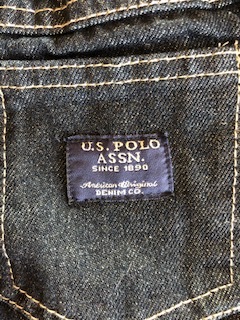 U.S. POLO
ASSN.
SINCE 1890
American Original
DENIM CO.